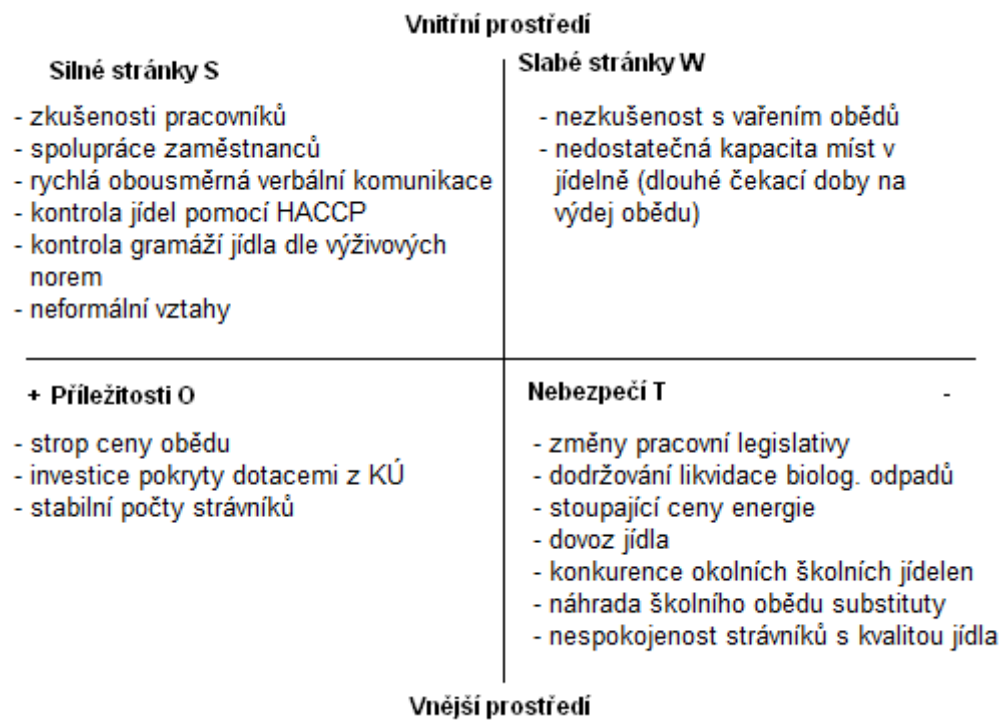 Vnitřní prostředí
Silné stránky S
- zkušenosti pracovníků
- spolupráce zaměstnanců
- rychlá obousměrná verbální komunikace
- kontrola jídel pomocí HACCP
- kontrola gramáží jídla dle výživových
norem
- neformální vztahy
Slabé stránky W
- nezkušenost s vařením obědů
- nedostatečná kapacita míst v
jídelně (dlouhé čekací doby na
výdej obědu)
+ Příležitosti O
- strop ceny obědu
- investice pokryty dotacemi z KÚ
- stabilní počty strávníků
Nebezpečí T -
- změny pracovní legislativy
- dodržování likvidace biolog. odpadů
- stoupající ceny energie
- dovoz jídla
- konkurence okolních školních jídelen
- náhrada školního obědu substituty
- nespokojenost strávníků s kvalitou jídla
Vnější prostředí